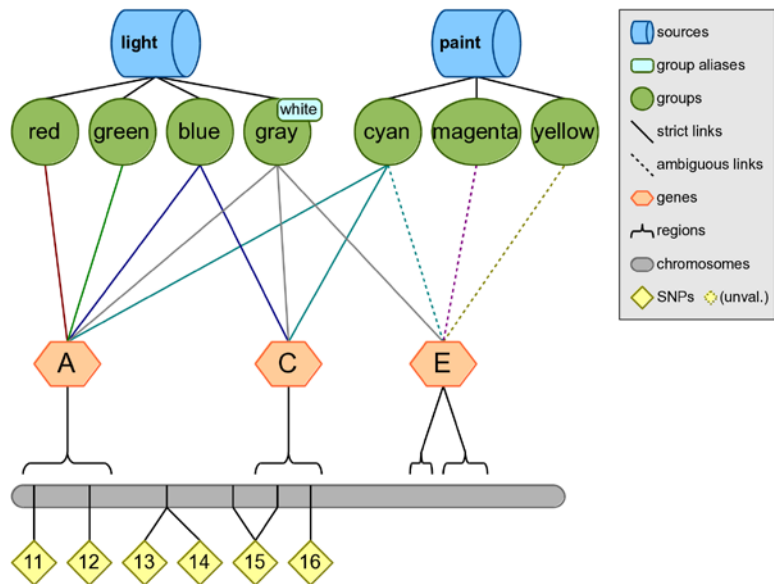 light
paint
white
red
green
blue
gray
cyan
magenta
yellow
A
C
E
11
12
13
14
15
16
sources
group aliases
groups
strict links
ambiguous links
genes
regions
chromosomes
SNPs (unval.)